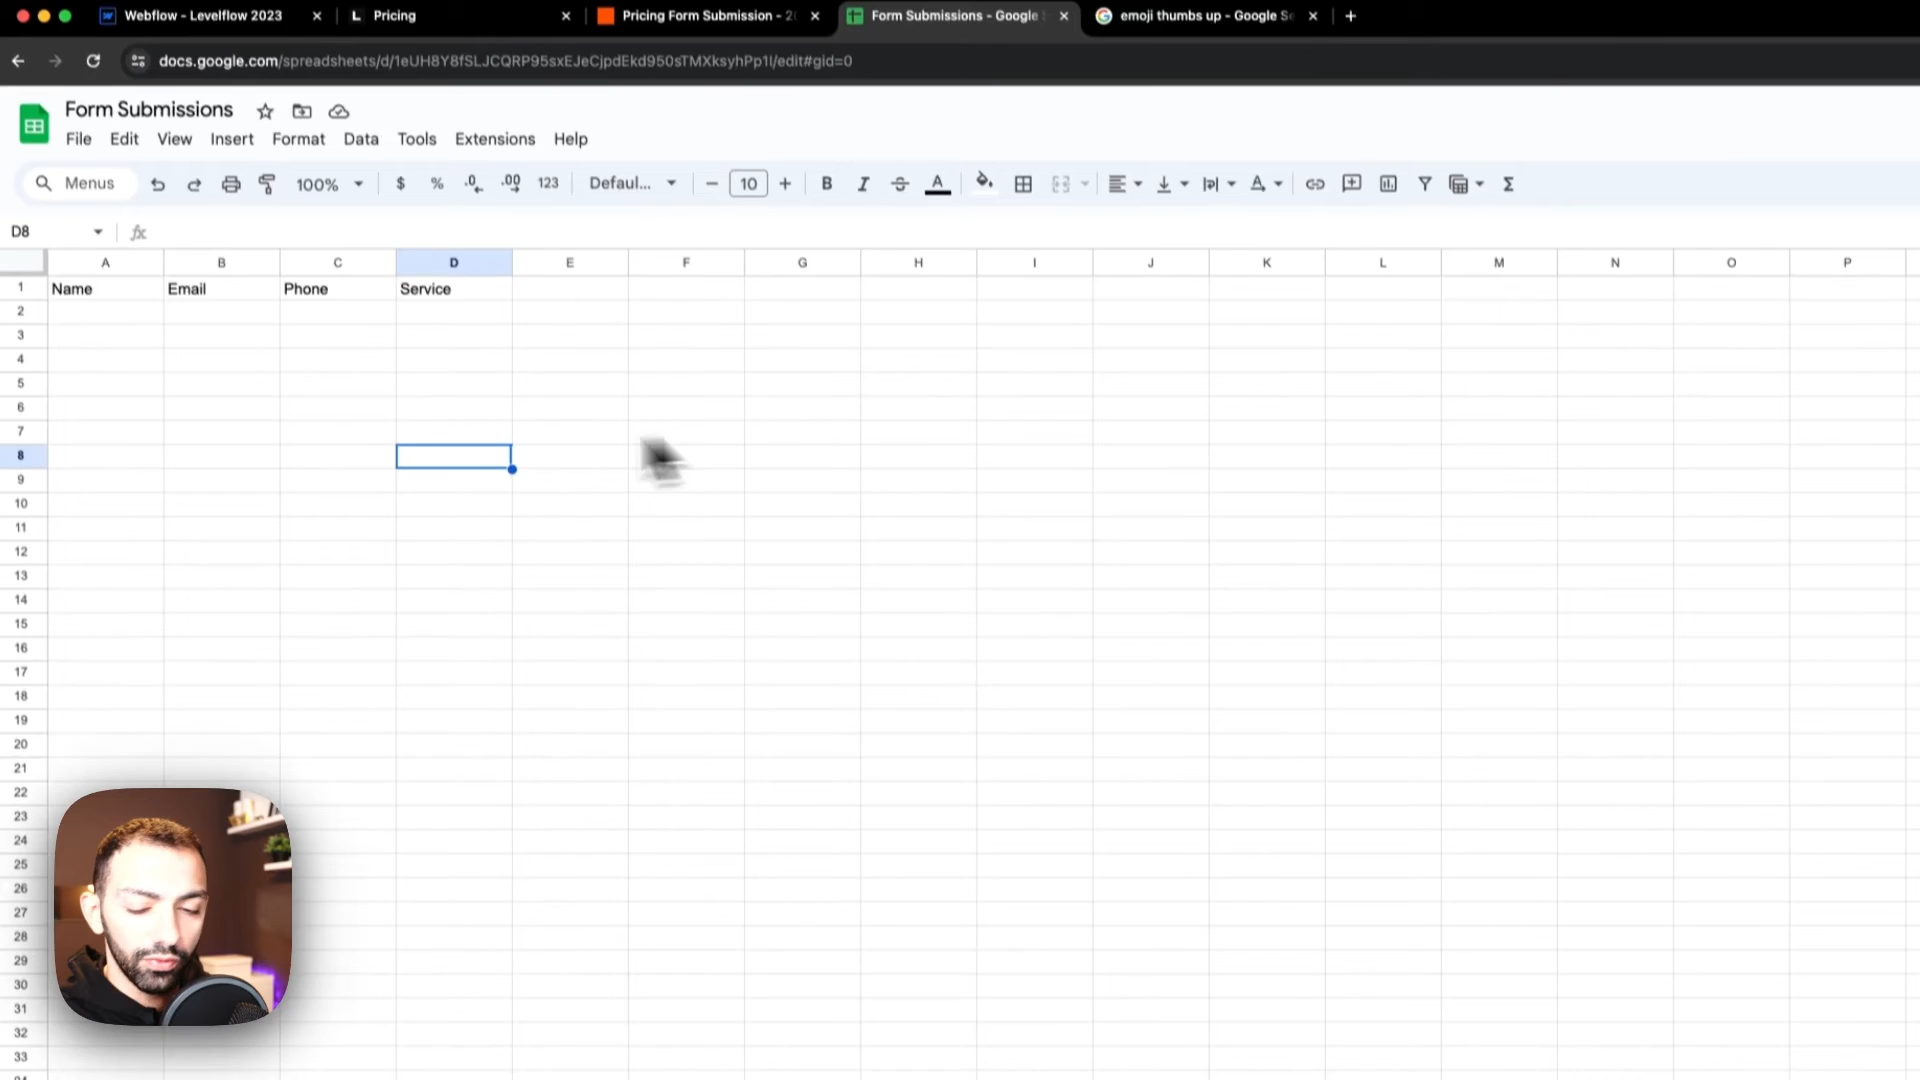 Webflow - Levelflow 2023
Pricing
Pricing Form Submission - 2
Form Submissions - Google
emoji thumbs up - Google Se
docs.google.com/spreadsheets/d/1eUH8Y8fSLJCQRP95sxEJeCjpdEkd950sTMXksyhPp1I/edit#gid=0
Form Submissions
File Edit View Insert Format Data Tools Extensions Help
Menus 100% $ % .0 .00 123 Defaul... 10 B I S A
D8 fx
A B C D E F G H I J K L M N O P
1 Name Email Phone Service
2
3
4
5
6
7
8
9
10
11
12
13
14
15
16
17
18
19
20
21
22
23
24
25
26
27
28
29
30
31
32
33